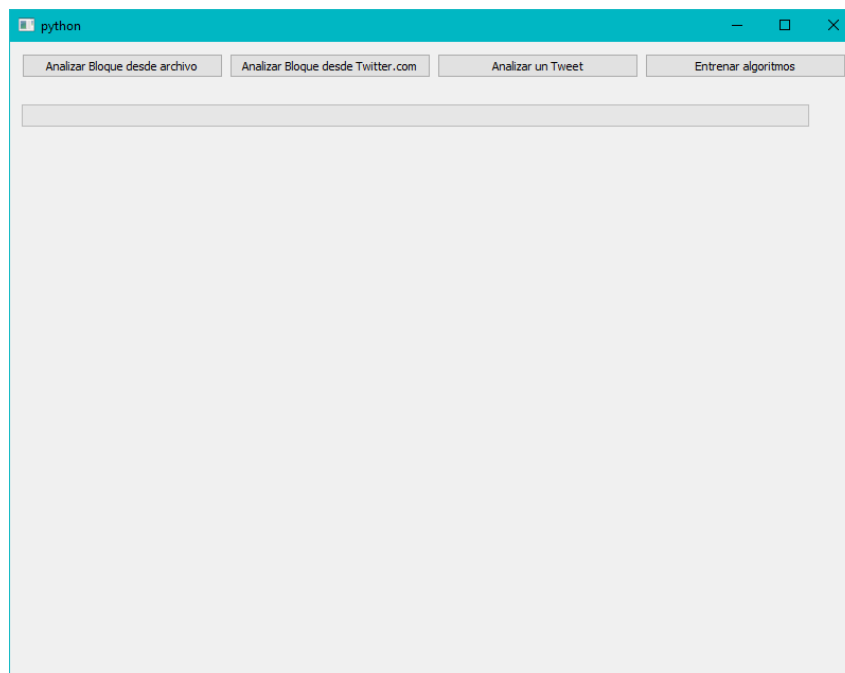 python
Analizar Bloque desde archivo
Analizar Bloque desde Twitter.com
Analizar un Tweet
Entrenar algoritmos